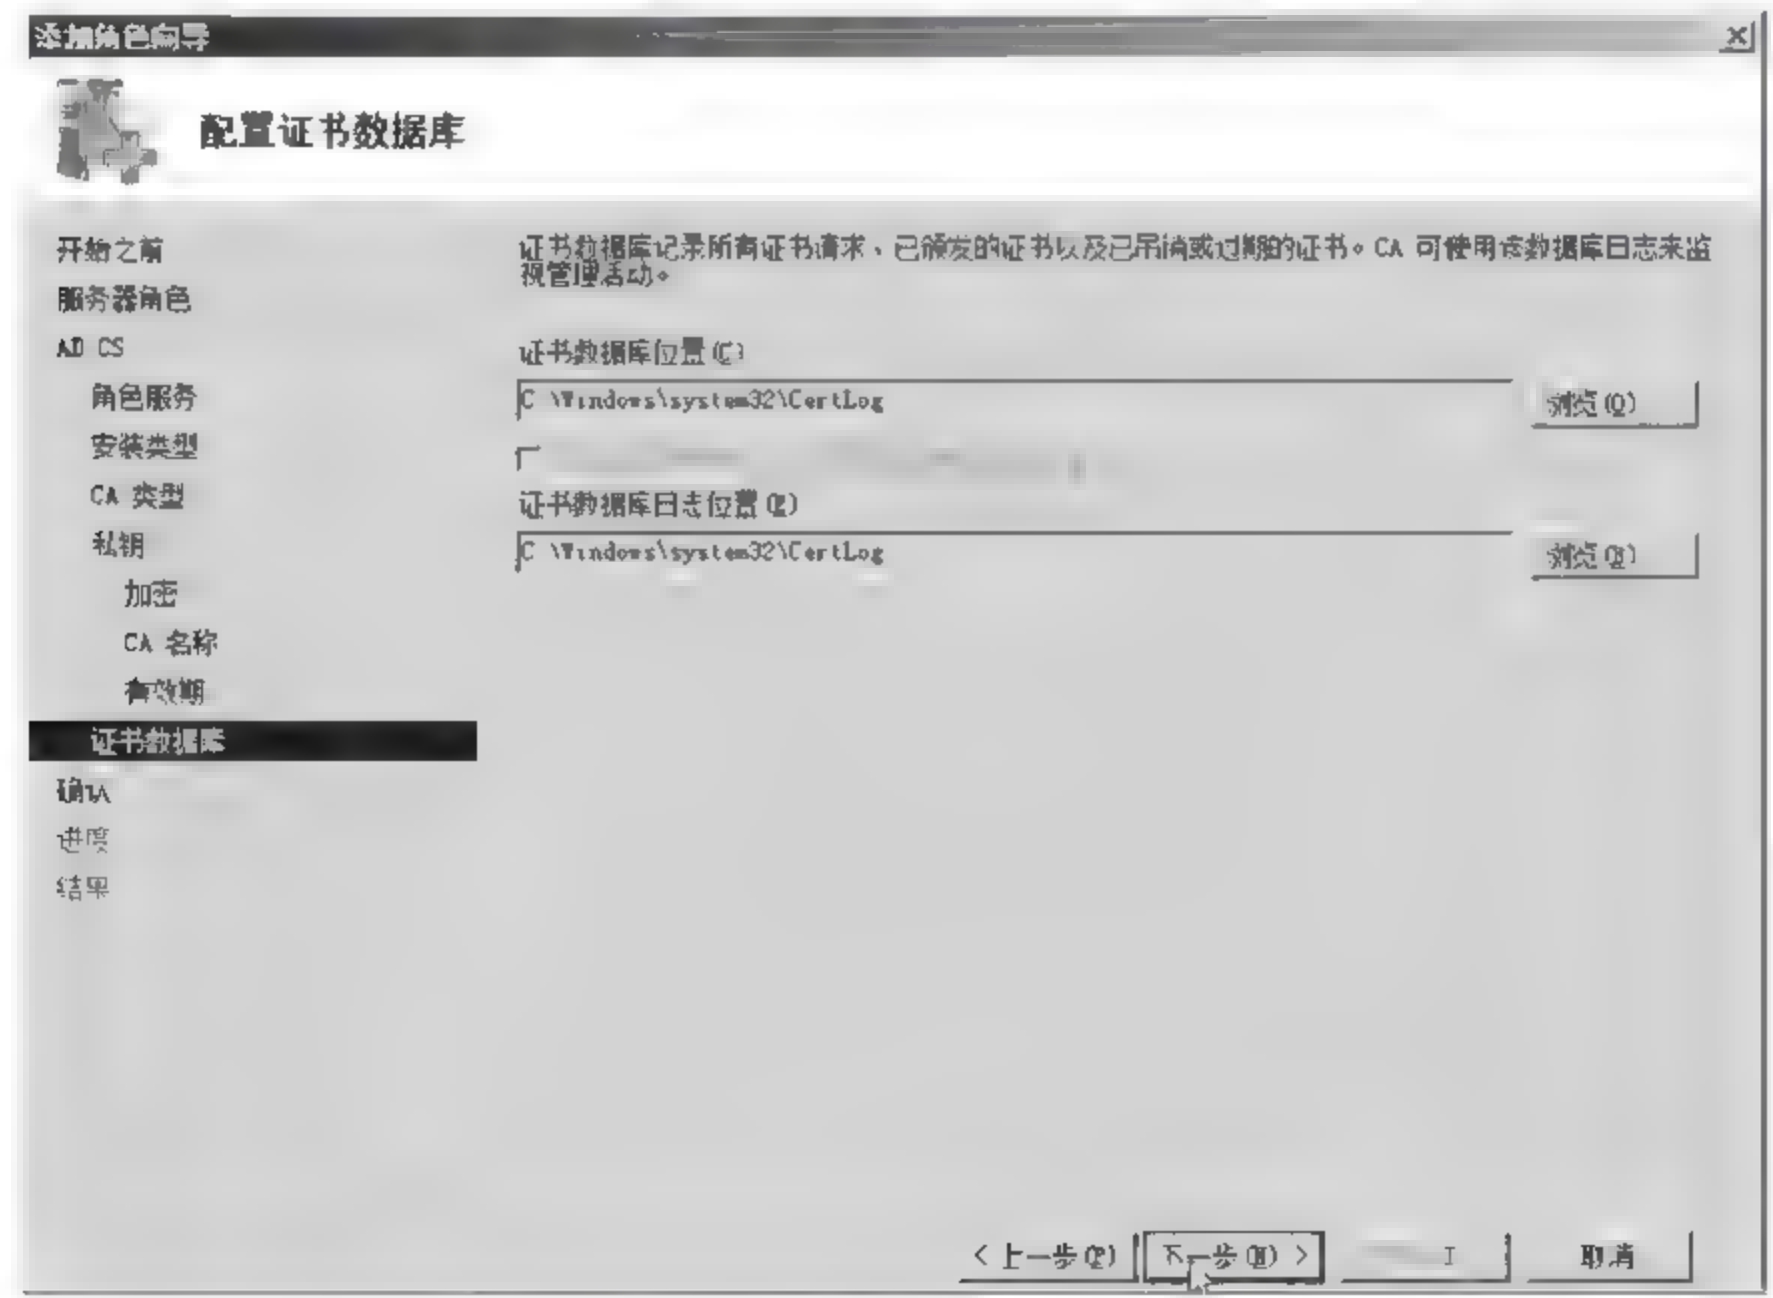 添加角色向导
配置证书数据库
开始之前
服务器角色
AD CS
角色服务
安装类型
CA 类型
私钥
加密
CA 名称
有效期
证书数据库
确认
进度
结果
证书数据库记录所有证书请求、已颁发的证书以及已吊销或过期的证书。CA 可使用该数据库日志来监
视管理活动。
证书数据库位置(C)
C \Windows\system32\CertLog
浏览(O)
证书数据库日志位置(E)
C \Windows\system32\CertLog
浏览(R)
< 上一步(P)
下一步(N) >
取消